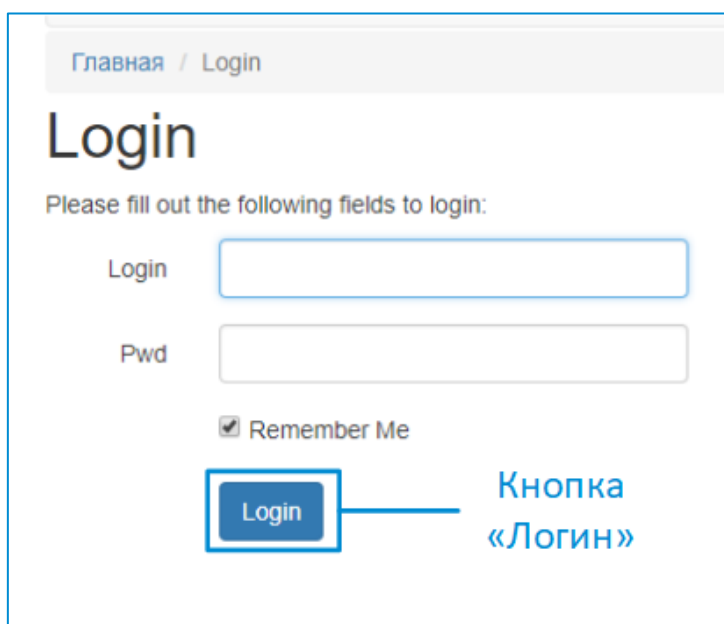 Главная / Login
Login
Please fill out the following fields to login:
Login
Pwd
Remember Me
Login
Кнопка
«Логин»